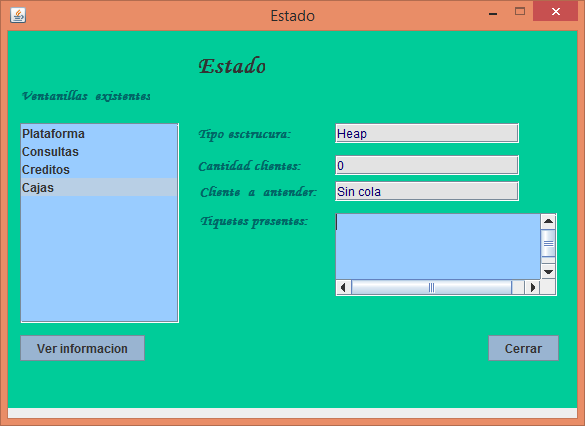 Estado
Estado
Ventanillas existentes
Plataforma
Consultas
Creditos
Cajas
Tipo esctrucura:
Heap
Cantidad clientes:
0
Cliente a antender:
Sin cola
Tiquetes presentes:
Ver informacion
Cerrar